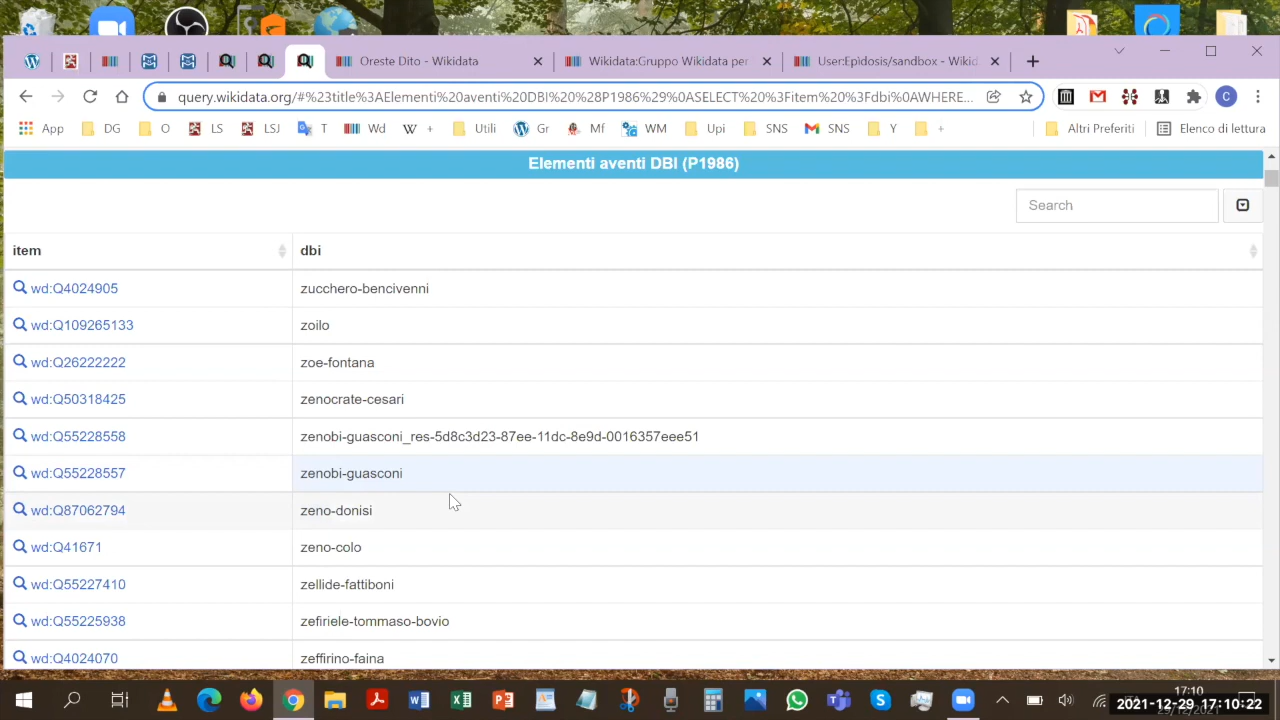 Oreste Dito - Wikidata
Wikidata:Gruppo Wikidata per
User:Epidosis/sandbox - Wikid
query.wikidata.org/#%23title%3AElementi%20aventi%20DBI%20%28P1986%29%0ASELECT%20%3Fitem%20%3Fdbi%0AWHERE...
C
App DG O LS LSJ T Wd + Utili Gr Mf WM Upi SNS SNS Y + Altri Preferiti Elenco di lettura
Elementi aventi DBI (P1986)
Search
item dbi
wd:Q4024905 zucchero-bencivenni
wd:Q109265133 zoilo
wd:Q26222222 zoe-fontana
wd:Q50318425 zenocrate-cesari
wd:Q55228558 zenobi-guasconi_res-5d8c3d23-87ee-11dc-8e9d-0016357eee51
wd:Q55228557 zenobi-guasconi
wd:Q87062794 zeno-donisi
wd:Q41671 zeno-colo
wd:Q55227410 zellide-fattiboni
wd:Q55225938 zefiriele-tommaso-bovio
wd:Q4024070 zeffirino-faina
17:10
2021-12-29 17:10:22